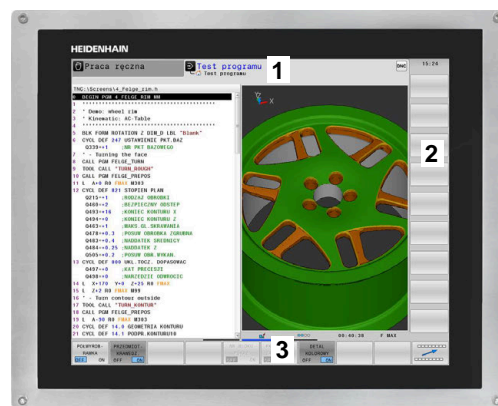 HEIDENHAIN
Praca ręczna
Test programu
Test programu
DNC
15:24
1
TNC:\Screens\4_Felge_rim.h
0 BEGIN PGM 4_FELGE_RIM MM
1 * ****************************************
2 * Demo: Wheel rim
3 * Kinematic: AC-Table
4 * ****************************************
5 BLK FORM ROTATION Z DIM_D LBL "Blank"
6 CYCL DEF 247 USTAWIENIE PKT.BAZ
Q339=+1 ;NR PKT BAZOWEGO
7 * - Turning the face
8 CALL PGM FELGE_TURN
9 TOOL CALL "TURN_ROUGH"
10 CALL PGM FELGE_PREPOS
11 L A+0 R0 FMAX M303
12 CYCL DEF 821 STOPIEN PLAN
Q215=+1 ;RODZAJ OBROBKI
Q460=+2 ;BEZPIECZNY ODSTEP
Q493=+16 ;KONIEC KONTURU X
Q494=+0 ;KONIEC KONTURU Z
Q463=+1 ;MAKS.GL.SKRAWANIA
Q478=+0.3 ;POSUW OBROBKA ZGRUBNA
Q483=+0.4 ;NADDATEK SREDNICY
Q484=+0.25 ;NADDATEK Z
Q505=+0.2 ;POSUW OBR.WYKAN.
13 CYCL DEF 800 UKL.TOCZ. DOPASOWAC
Q497=+0 ;KAT PRECESJI
Q498=+0 ;NARZEDZIE ODWROCIC
14 L X+170 Y+0 Z+25 R0 FMAX
15 L Z+2 R0 FMAX M99
16 * - Turn contour outside
17 TOOL CALL "TURN_KONTUR"
18 CALL PGM FELGE_PREPOS
19 L A-90 R0 FMAX M303
20 CYCL DEF 14.0 GEOMETRIA KONTURU
21 CYCL DEF 14.1 PODPR.KONTURU10
Z
X
2
00:40:28
F MAX
3
POLWYROB-
RAMKA
OFF ON
PRZEDMIOT-
KRAWEDZ
OFF ON
DETAL
KOLOROWY
OFF ON